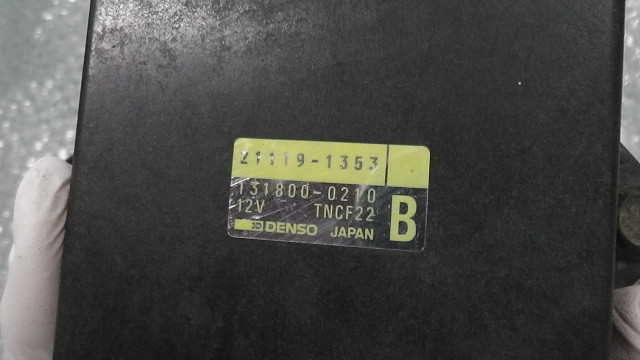 21119-1353
131800-0210
12V TNCF22
B
DENSO JAPAN